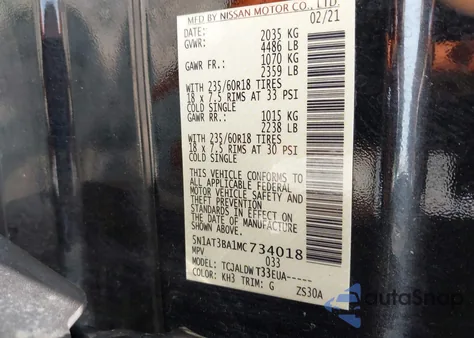 MFD BY NISSAN MOTOR CO., LTD.
DATE: 02/21
GVWR: 2035 KG
4486 LB
GAWR FR.: 1070 KG
2359 LB
WITH 235/60R18 TIRES
18 x 7.5 RIMS AT 33 PSI
COLD SINGLE
GAWR RR.: 1015 KG
2238 LB
WITH 235/60R18 TIRES
18 x 7.5 RIMS AT 30 PSI
COLD SINGLE
THIS VEHICLE CONFORMS TO
ALL APPLICABLE FEDERAL
MOTOR VEHICLE SAFETY AND
THEFT PREVENTION
STANDARDS IN EFFECT ON
THE DATE OF MANUFACTURE
SHOWN ABOVE.
5N1AT3BA1MC734018
MPV 033
MODEL: TCJALDW T33EUA-----
COLOR: KH3 TRIM: G ZS30A
autaSnap